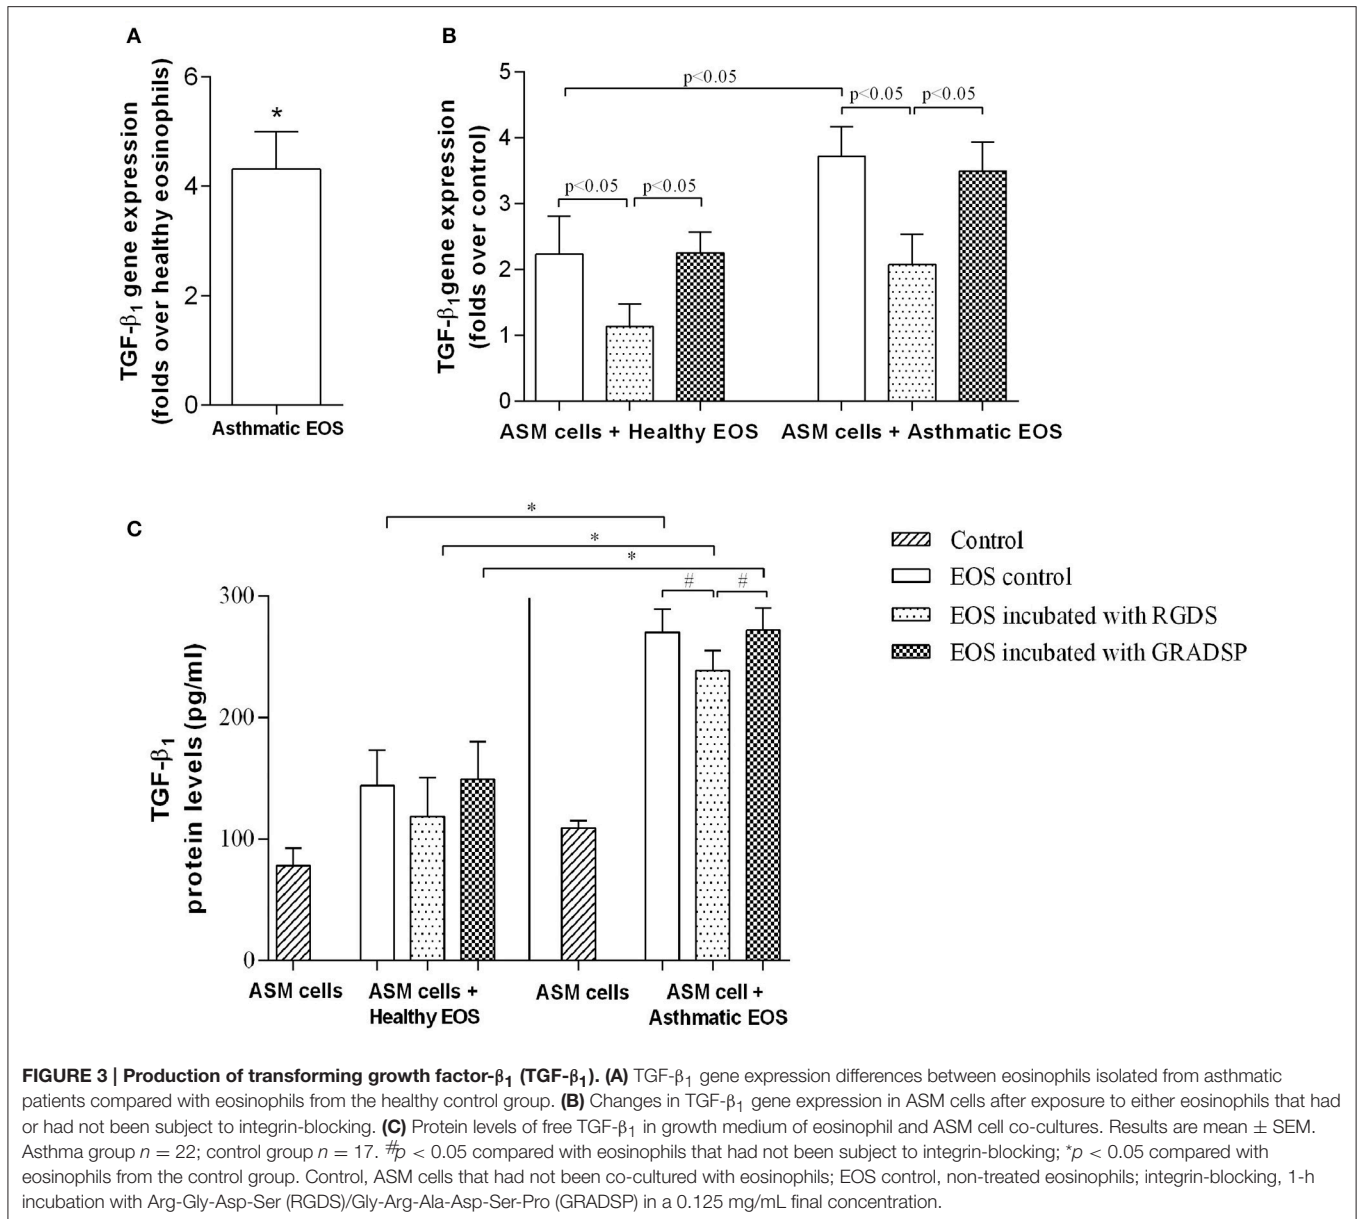 A
TGF-β1 gene expression
(folds over healthy eosinophils)
6
4
2
0
*
Asthmatic EOS
B
TGF-β1gene expression
(folds over control)
5
4
3
2
1
0
p<0.05
p<0.05
p<0.05
p<0.05
p<0.05
ASM cells + Healthy EOS
ASM cells + Asthmatic EOS
C
TGF-β1
protein levels (pg/ml)
300
200
100
0
*
*
*
#
#
ASM cells
ASM cells +
Healthy EOS
ASM cells
ASM cell +
Asthmatic EOS
Control
EOS control
EOS incubated with RGDS
EOS incubated with GRADSP
FIGURE 3 | Production of transforming growth factor-β1 (TGF-β1). (A) TGF-β1 gene expression differences between eosinophils isolated from asthmatic
patients compared with eosinophils from the healthy control group. (B) Changes in TGF-β1 gene expression in ASM cells after exposure to either eosinophils that had
or had not been subject to integrin-blocking. (C) Protein levels of free TGF-β1 in growth medium of eosinophil and ASM cell co-cultures. Results are mean ± SEM.
Asthma group n = 22; control group n = 17. #p < 0.05 compared with eosinophils that had not been subject to integrin-blocking; *p < 0.05 compared with
eosinophils from the control group. Control, ASM cells that had not been co-cultured with eosinophils; EOS control, non-treated eosinophils; integrin-blocking, 1-h
incubation with Arg-Gly-Asp-Ser (RGDS)/Gly-Arg-Ala-Asp-Ser-Pro (GRADSP) in a 0.125 mg/mL final concentration.